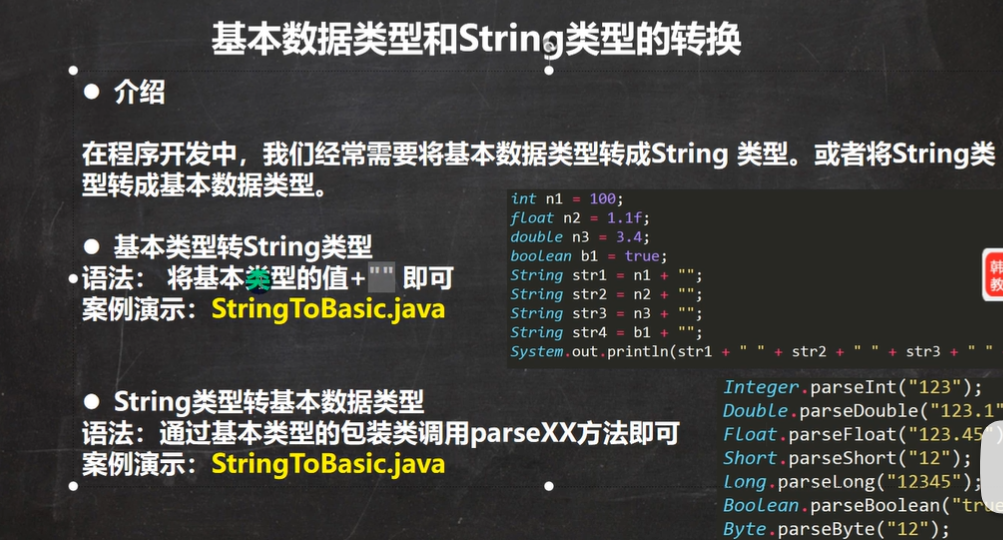 基本数据类型和String类型的转换
● 介绍
在程序开发中，我们经常需要将基本数据类型转成String 类型。或者将String类
型转成基本数据类型。
● 基本类型转String类型
语法： 将基本类型的值+"" 即可
案例演示：StringToBasic.java
int n1 = 100;
float n2 = 1.1f;
double n3 = 3.4;
boolean b1 = true;
String str1 = n1 + "";
String str2 = n2 + "";
String str3 = n3 + "";
String str4 = b1 + "";
System.out.println(str1 + " " + str2 + " " + str3 + " "
韩
教
● String类型转基本数据类型
语法：通过基本类型的包装类调用parseXX方法即可
案例演示：StringToBasic.java
Integer.parseInt("123");
Double.parseDouble("123.1"
Float.parseFloat("123.45")
Short.parseShort("12");
Long.parseLong("12345");
Boolean.parseBoolean("true
Byte.parseByte("12");